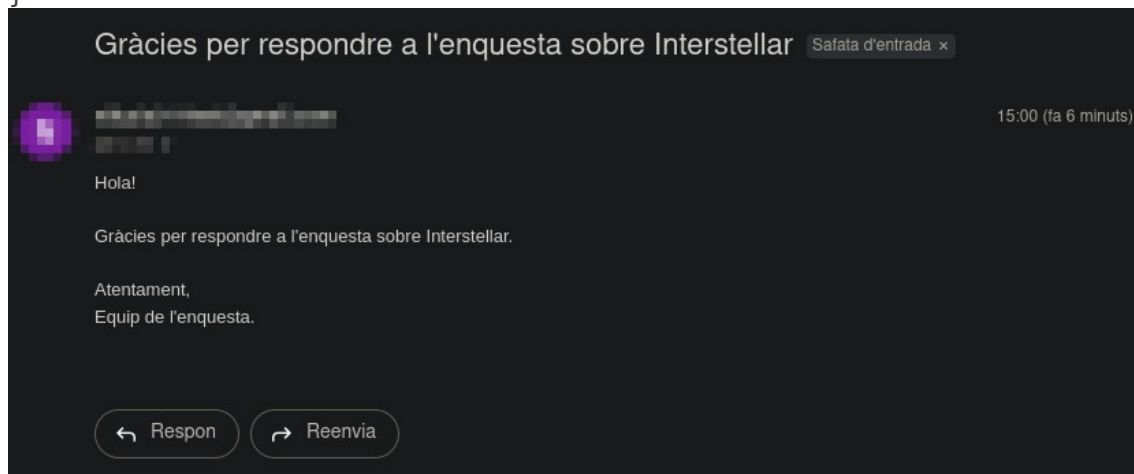 Gràcies per respondre a l'enquesta sobre Interstellar Safata d'entrada ×
15:00 (fa 6 minuts)
Hola!
Gràcies per respondre a l'enquesta sobre Interstellar.
Atentament,
Equip de l'enquesta.
Respon Reenvia